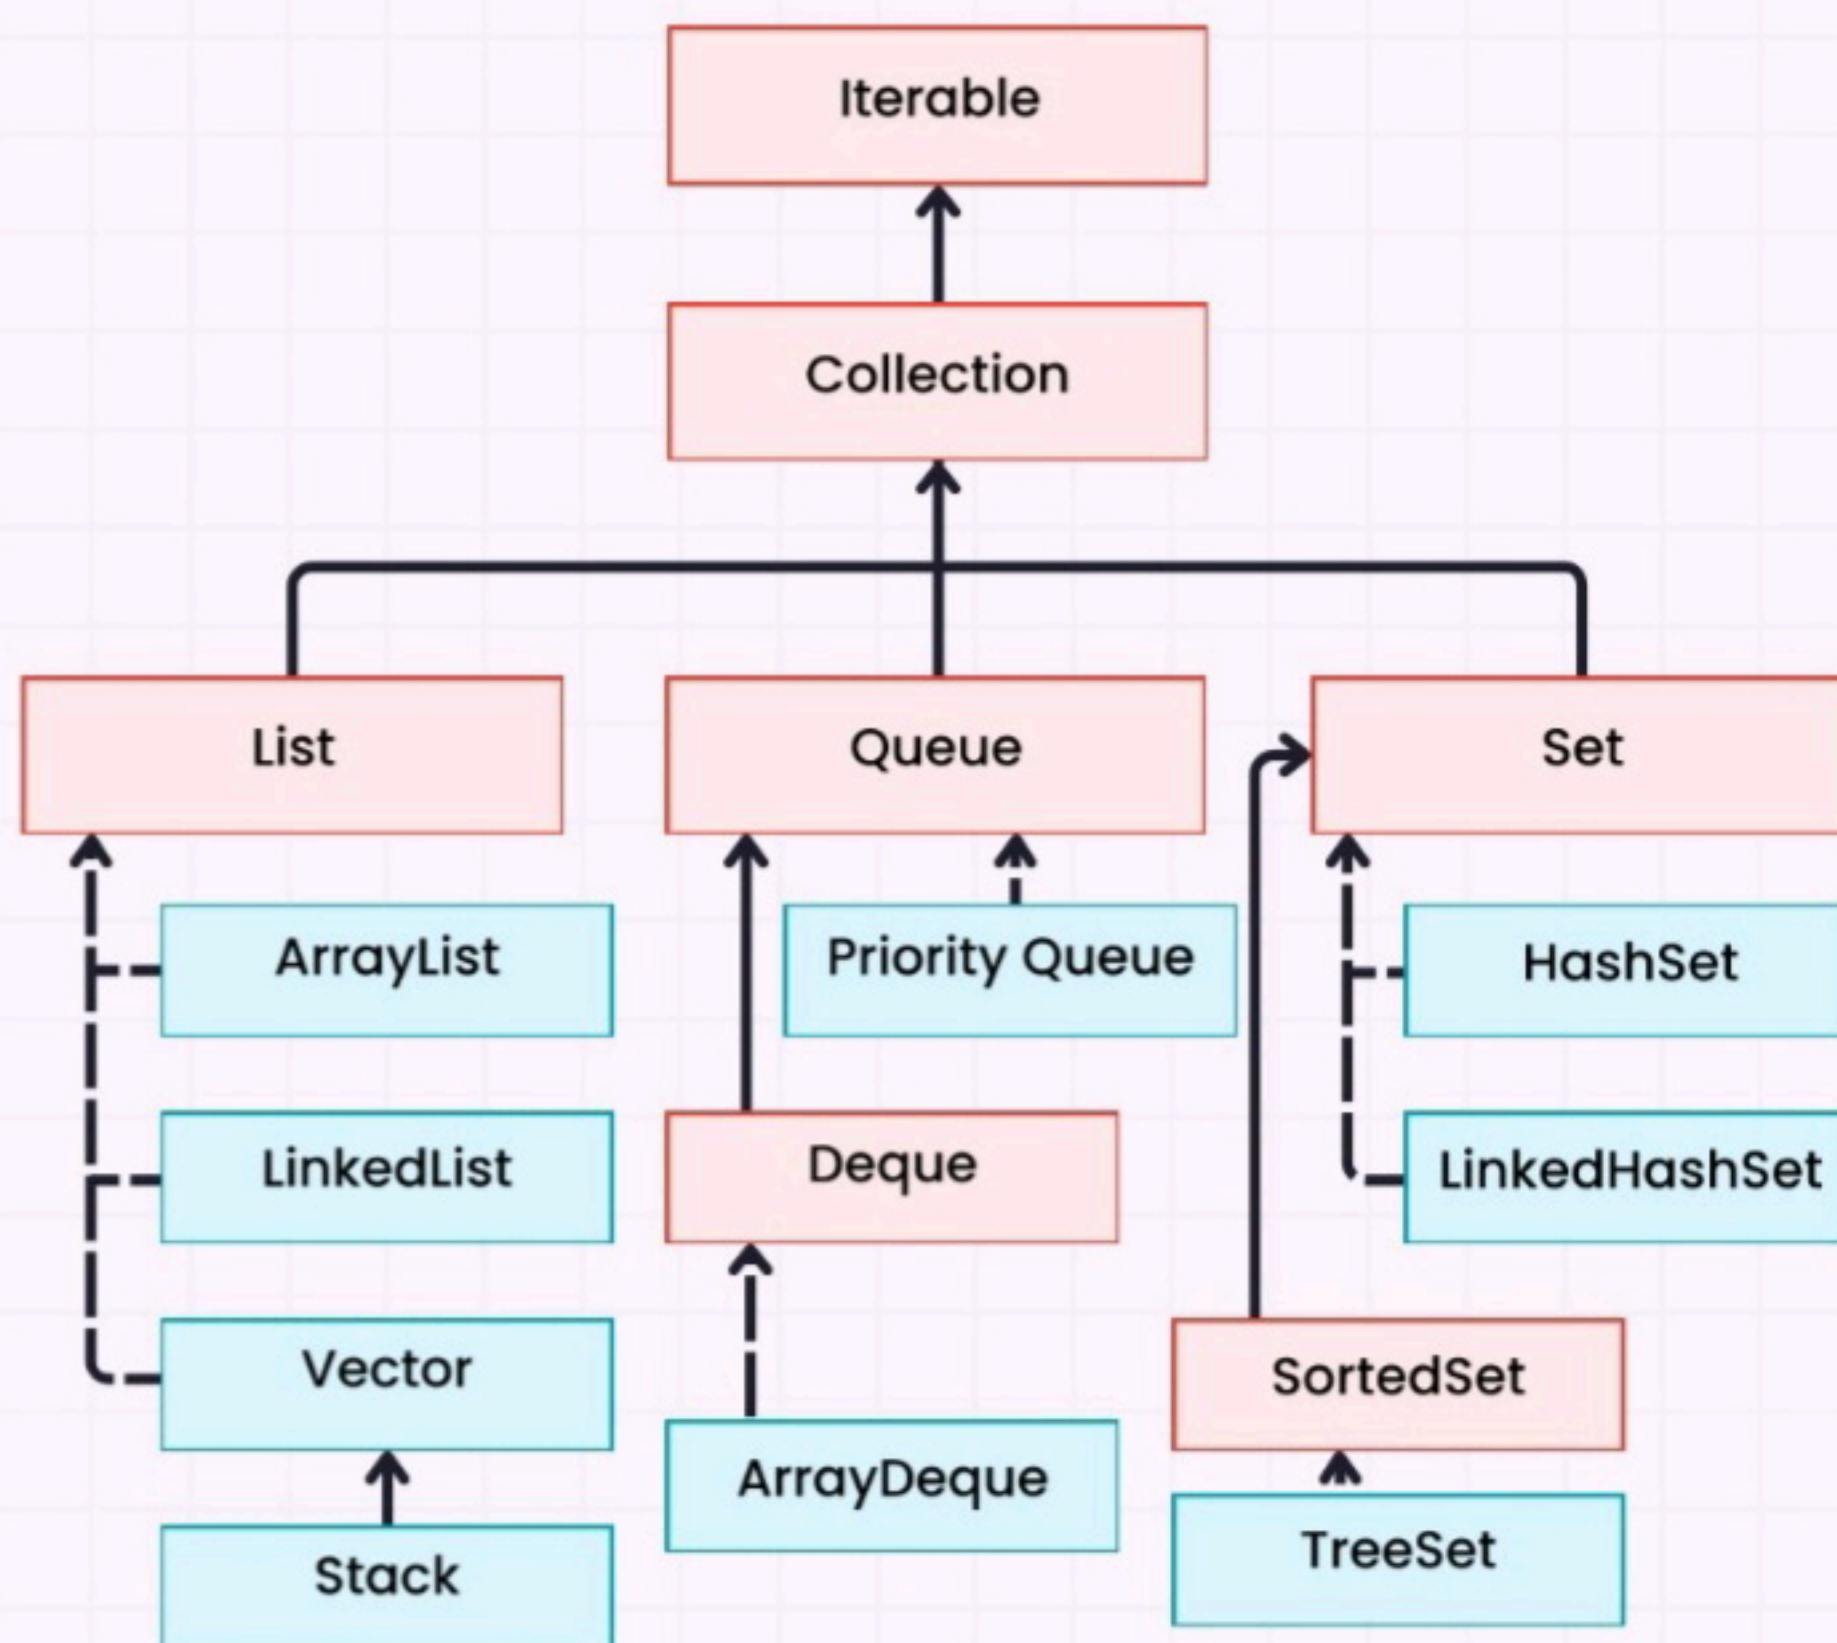 Iterable
Collection
List
Queue
Set
ArrayList
Priority Queue
HashSet
LinkedList
Deque
LinkedHashSet
Vector
SortedSet
ArrayDeque
TreeSet
Stack